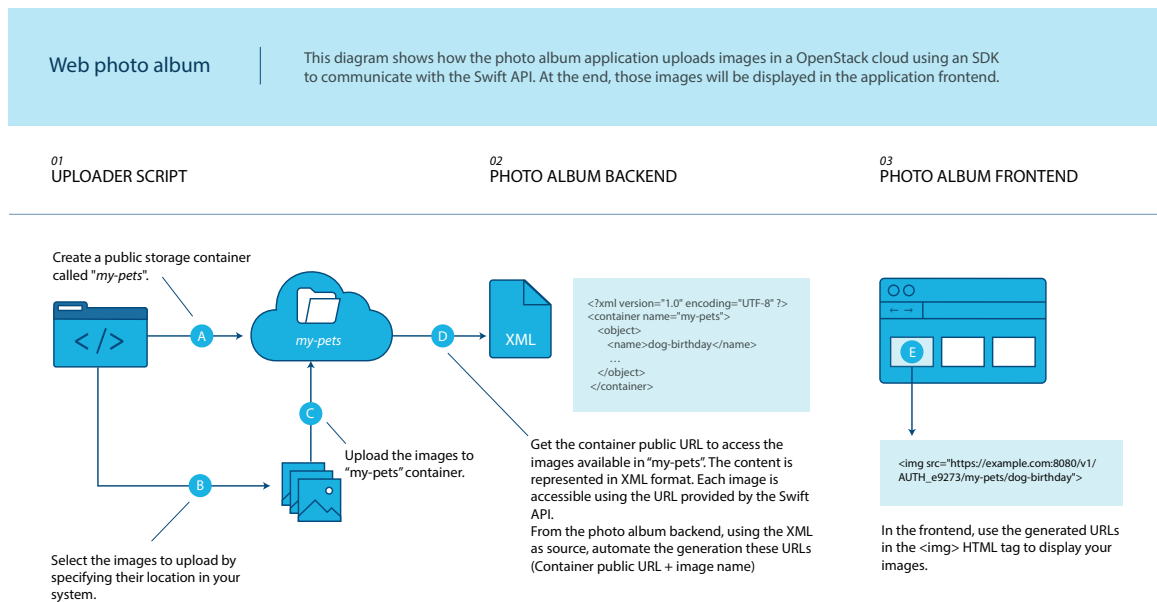 Web photo album
This diagram shows how the photo album application uploads images in a OpenStack cloud using an SDK
to communicate with the Swift API. At the end, those images will be displayed in the application frontend.
01
UPLOADER SCRIPT
02
PHOTO ALBUM BACKEND
03
PHOTO ALBUM FRONTEND
Create a public storage container
called "my-pets".
</>
A
my-pets
D
XML
<?xml version="1.0" encoding="UTF-8" ?>
<container name="my-pets">
<object>
<name>dog-birthday</name>
…
</object>
</container>
← →
E
C
Upload the images to
“my-pets” container.
B
Select the images to upload by
specifying their location in your
system.
Get the container public URL to access the
images available in “my-pets”. The content is
represented in XML format. Each image is
accessible using the URL provided by the Swift
API.
From the photo album backend, using the XML
as source, automate the generation these URLs
(Container public URL + image name)
<img src="https://example.com:8080/v1/
AUTH_e9273/my-pets/dog-birthday">
In the frontend, use the generated URLs
in the <img> HTML tag to display your
images.